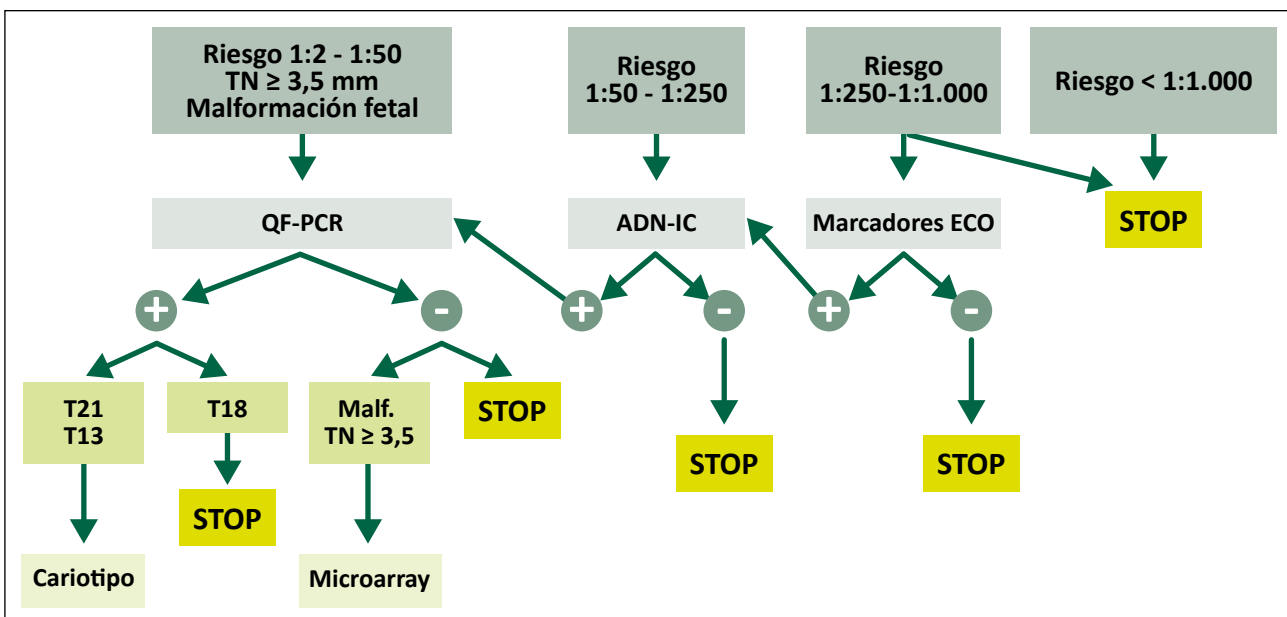 Riesgo 1:2 - 1:50
TN ≥ 3,5 mm
Malformación fetal
Riesgo
1:50 - 1:250
Riesgo
1:250-1:1.000
Riesgo < 1:1.000
QF-PCR
ADN-IC
Marcadores ECO
STOP
+
-
+
-
+
-
T21
T13
T18
Malf.
TN ≥ 3,5
STOP
STOP
STOP
STOP
Cariotipo
Microarray